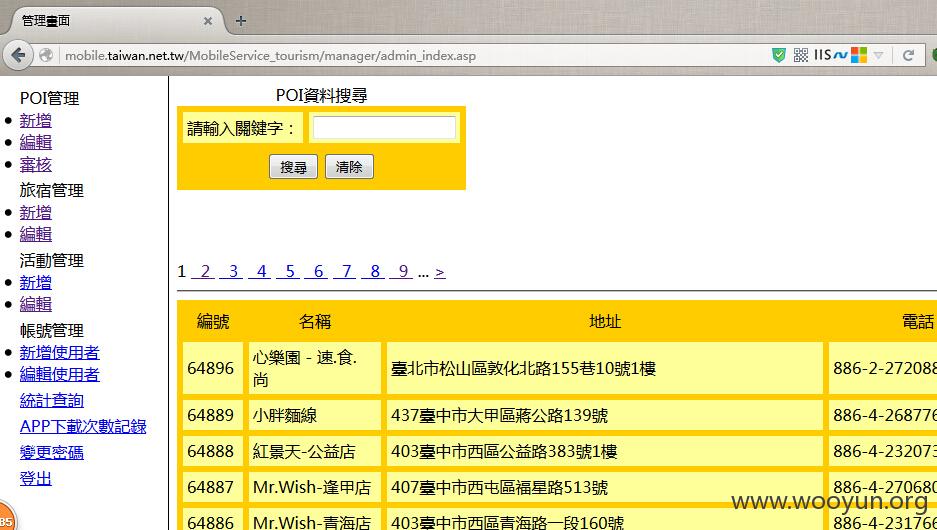 管理畫面
mobile.taiwan.net.tw/MobileService_tourism/manager/admin_index.asp
IIS
POI管理
新增
編輯
審核
旅宿管理
新增
編輯
活動管理
新增
編輯
帳號管理
新增使用者
編輯使用者
統計查詢
APP下載次數記錄
變更密碼
登出
POI資料搜尋
請輸入關鍵字：
搜尋 清除
1 2 3 4 5 6 7 8 9 ... >
編號 名稱 地址 電話
64896 心樂園 - 速.食.尚 臺北市松山區敦化北路155巷10號1樓 886-2-272088
64889 小胖麵線 437臺中市大甲區蔣公路139號 886-4-268776
64888 紅景天-公益店 403臺中市西區公益路383號1樓 886-4-232073
64887 Mr.Wish-逢甲店 407臺中市西屯區福星路513號 886-4-270680
64886 Mr.Wish-青海店 403臺中市西區青海路一段160號 886-4-231766
www.wooyun.org
85